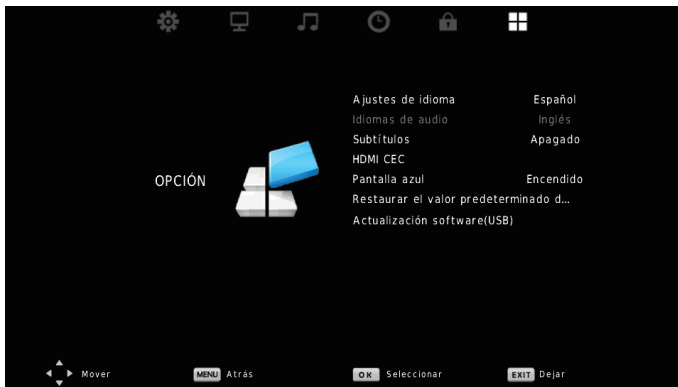 Ajustes de idioma Español
Idiomas de audio Inglés
Subtítulos Apagado
HDMI CEC
OPCIÓN
Pantalla azul Encendido
Restaurar el valor predeterminado d...
Actualización software(USB)
Mover MENU Atrás OK Seleccionar EXIT Dejar